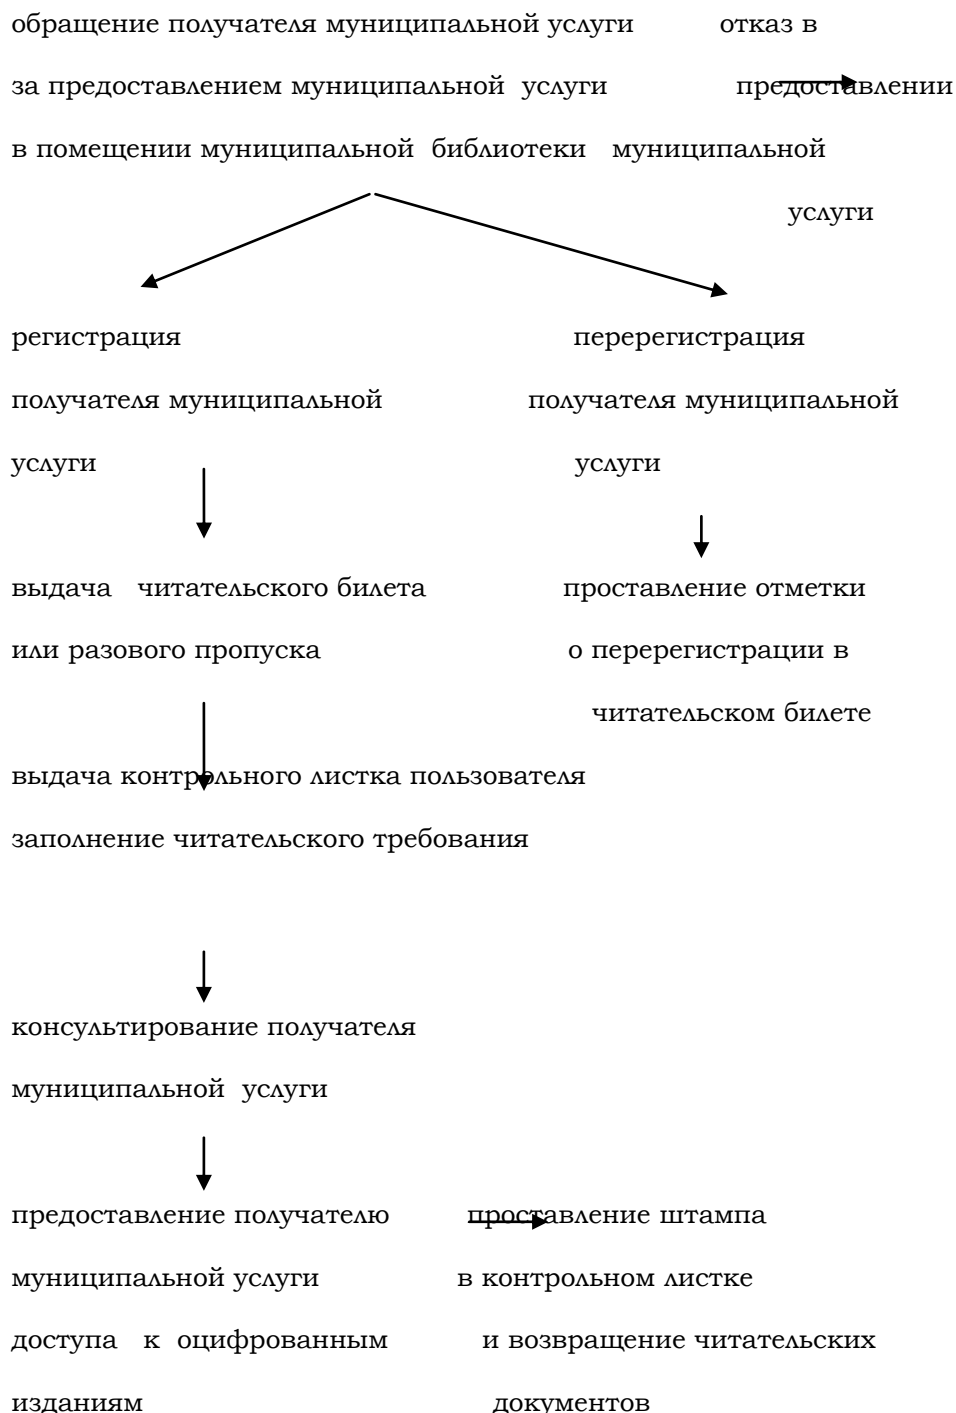 обращение получателя муниципальной услуги отказ в
за предоставлением муниципальной услуги предоставлении
в помещении муниципальной библиотеки муниципальной
услуги
регистрация перерегистрация
получателя муниципальной получателя муниципальной
услуги услуги
выдача читательского билета проставление отметки
или разового пропуска о перерегистрации в
читательском билете
выдача контрольного листка пользователя
заполнение читательского требования
консультирование получателя
муниципальной услуги
предоставление получателю проставление штампа
муниципальной услуги в контрольном листке
доступа к оцифрованным и возвращение читательских
изданиям документов